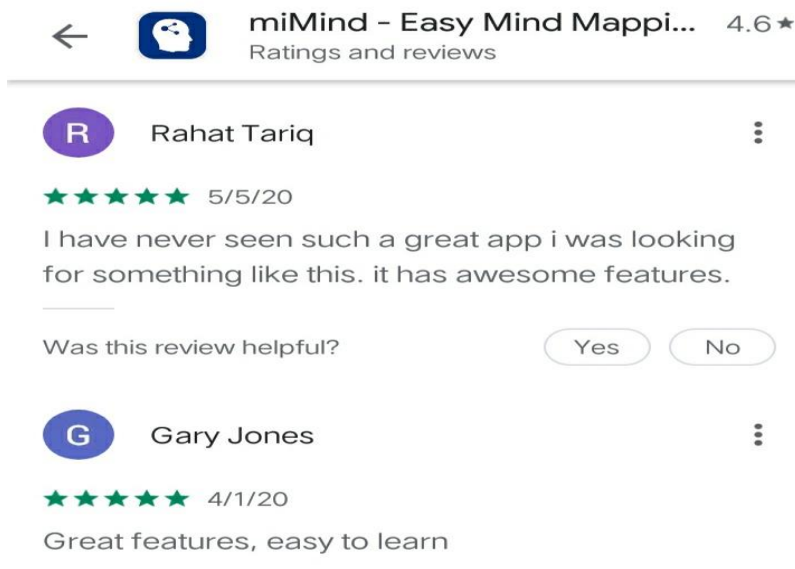 miMind - Easy Mind Mappi... 4.6★
Ratings and reviews
R Rahat Tariq
★★★★★ 5/5/20
I have never seen such a great app i was looking
for something like this. it has awesome features.
Was this review helpful? Yes No
G Gary Jones
★★★★★ 4/1/20
Great features, easy to learn